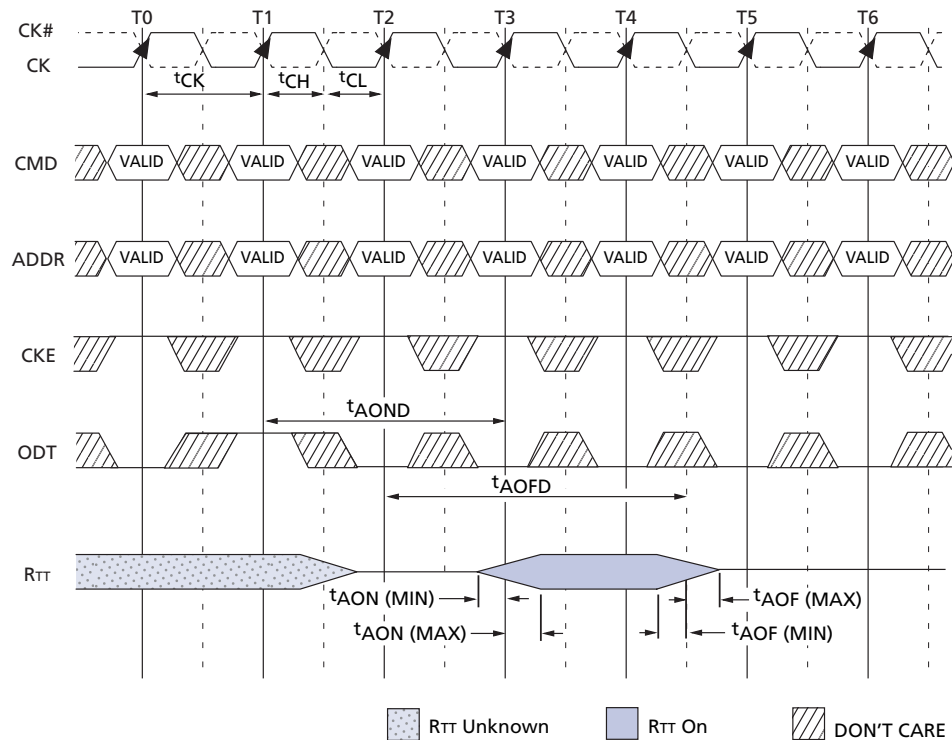 T0 T1 T2 T3 T4 T5 T6
CK#
CK
tCK tCH tCL
CMD VALID VALID VALID VALID VALID VALID VALID
ADDR VALID VALID VALID VALID VALID VALID VALID
CKE
tAOND
ODT
tAOFD
RTT
tAON (MIN) tAOF (MAX)
tAON (MAX) tAOF (MIN)
RTT Unknown RTT On DON'T CARE